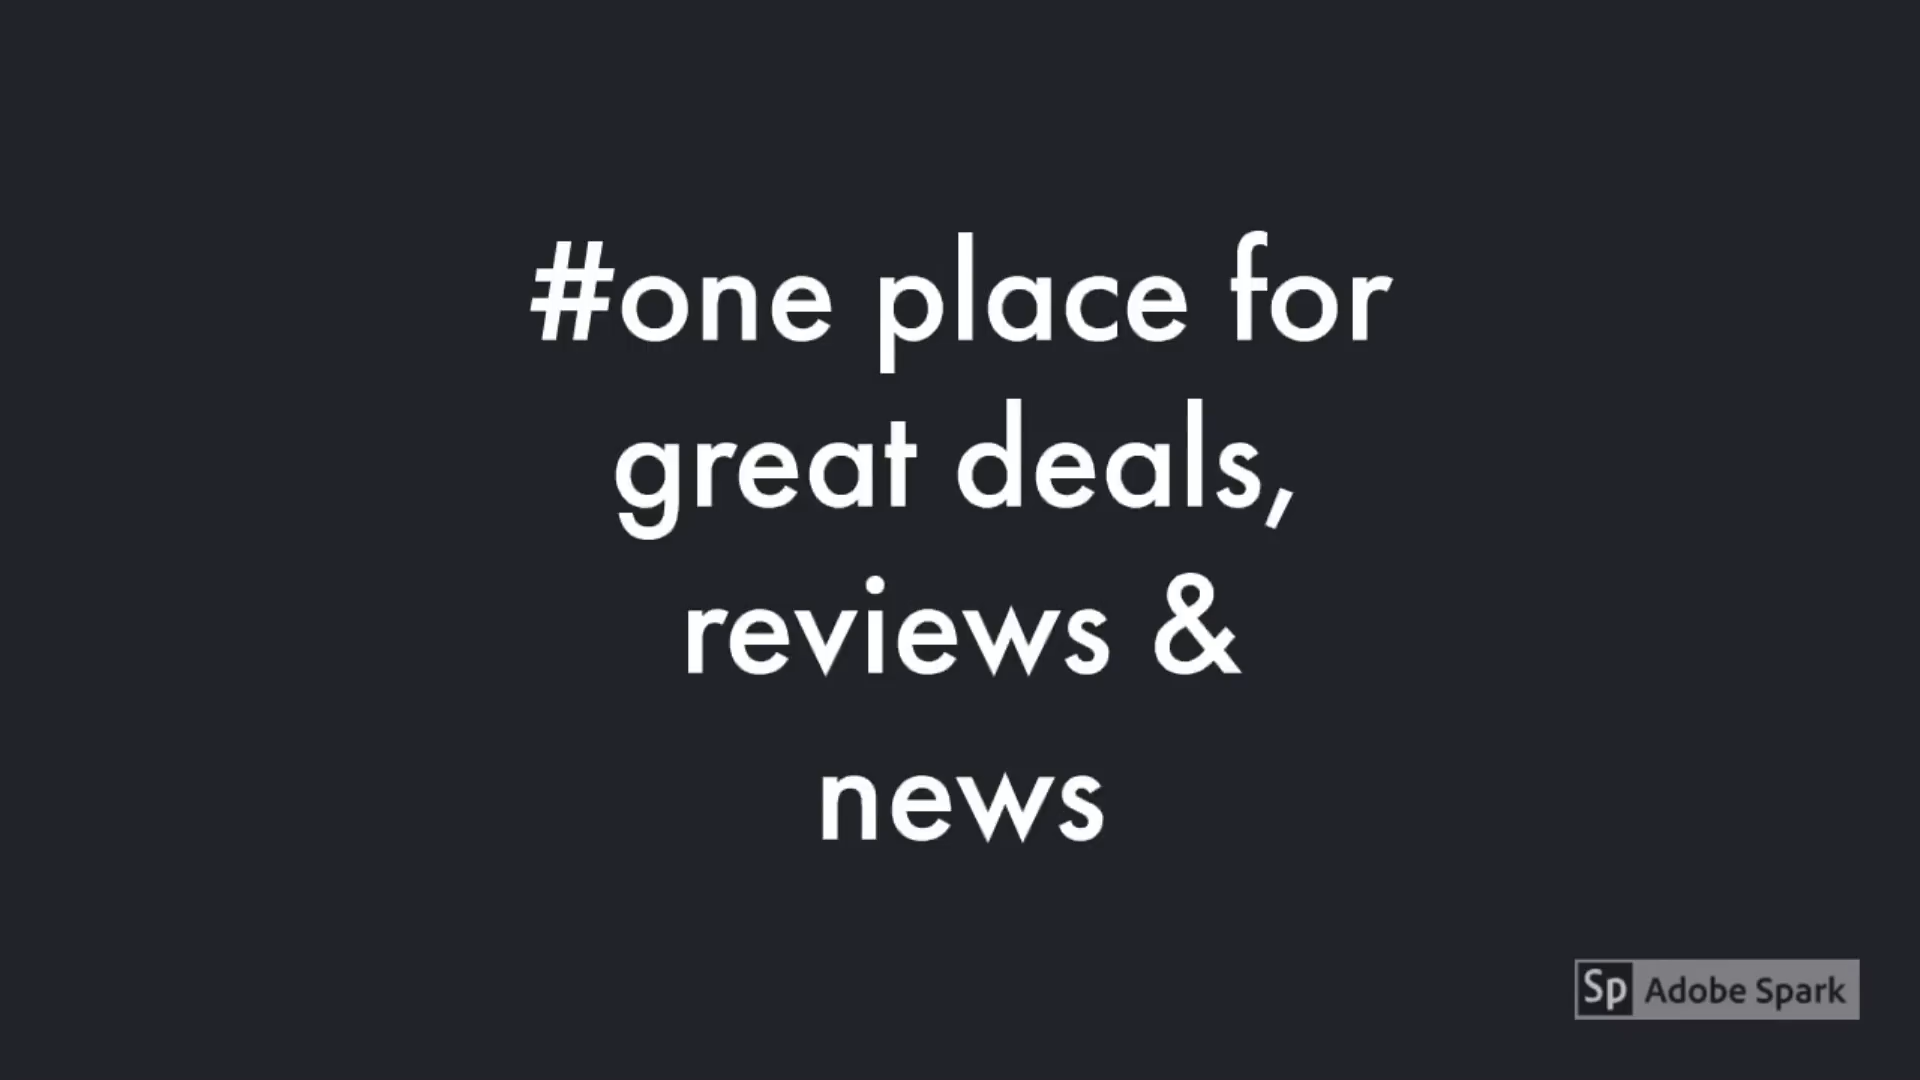 #one place for
great deals,
reviews &
news
Sp Adobe Spark